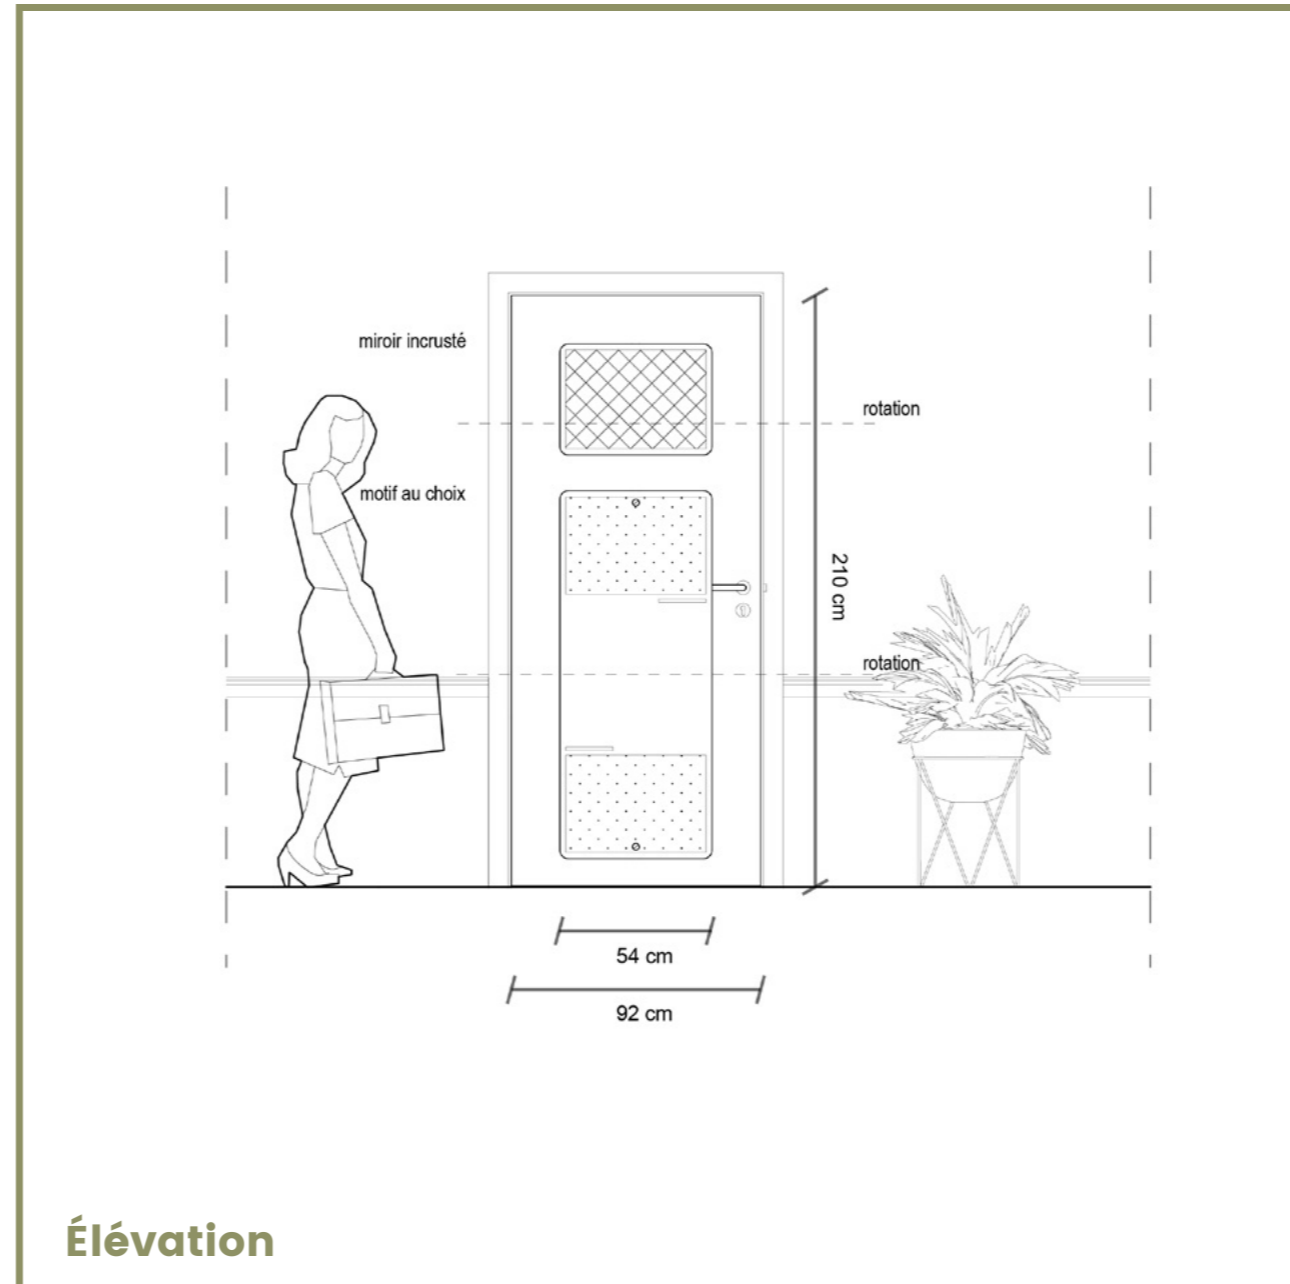 miroir incrusté
rotation
motif au choix
210 cm
rotation
54 cm
92 cm
Élévation